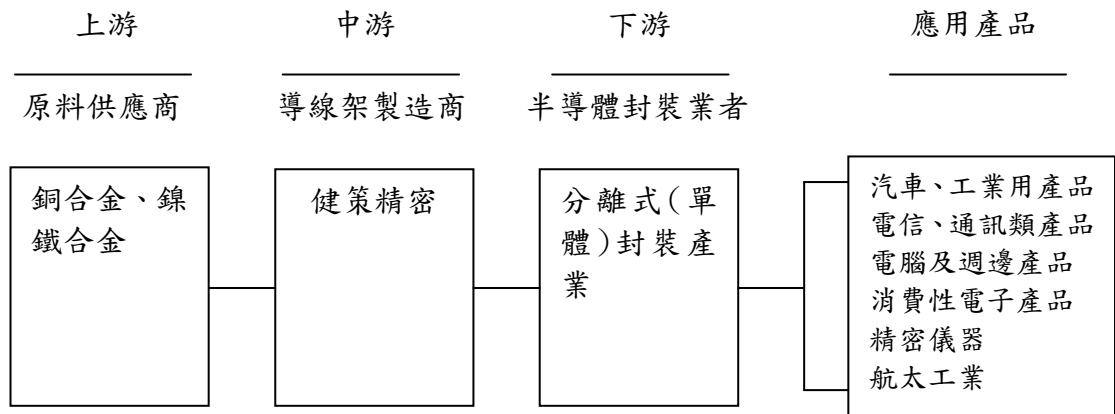 上游
中游
下游
應用產品
原料供應商
導線架製造商
半導體封裝業者
銅合金、鎳
鐵合金
健策精密
分離式(單
體)封裝產
業
汽車、工業用產品
電信、通訊類產品
電腦及週邊產品
消費性電子產品
精密儀器
航太工業